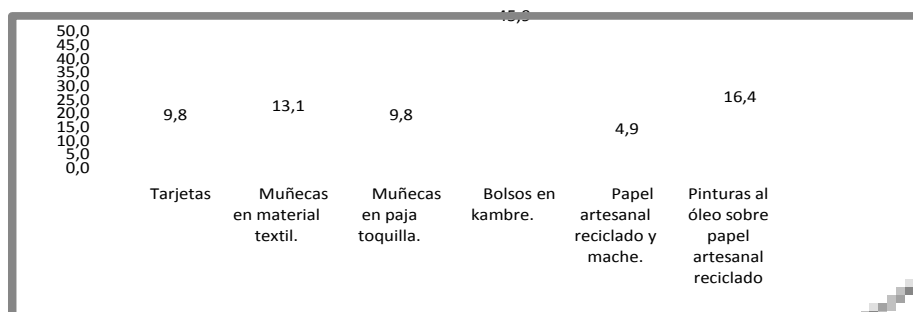 50,0
45,0
40,0
35,0
30,0
25,0
20,0
15,0
10,0
5,0
0,0
9,8
13,1
9,8
4,9
16,4
Tarjetas
Muñecas
en material
textil.
Muñecas
en paja
toquilla.
Bolsos en
kambre.
Papel
artesanal
reciclado y
mache.
Pinturas al
óleo sobre
papel
artesanal
reciclado